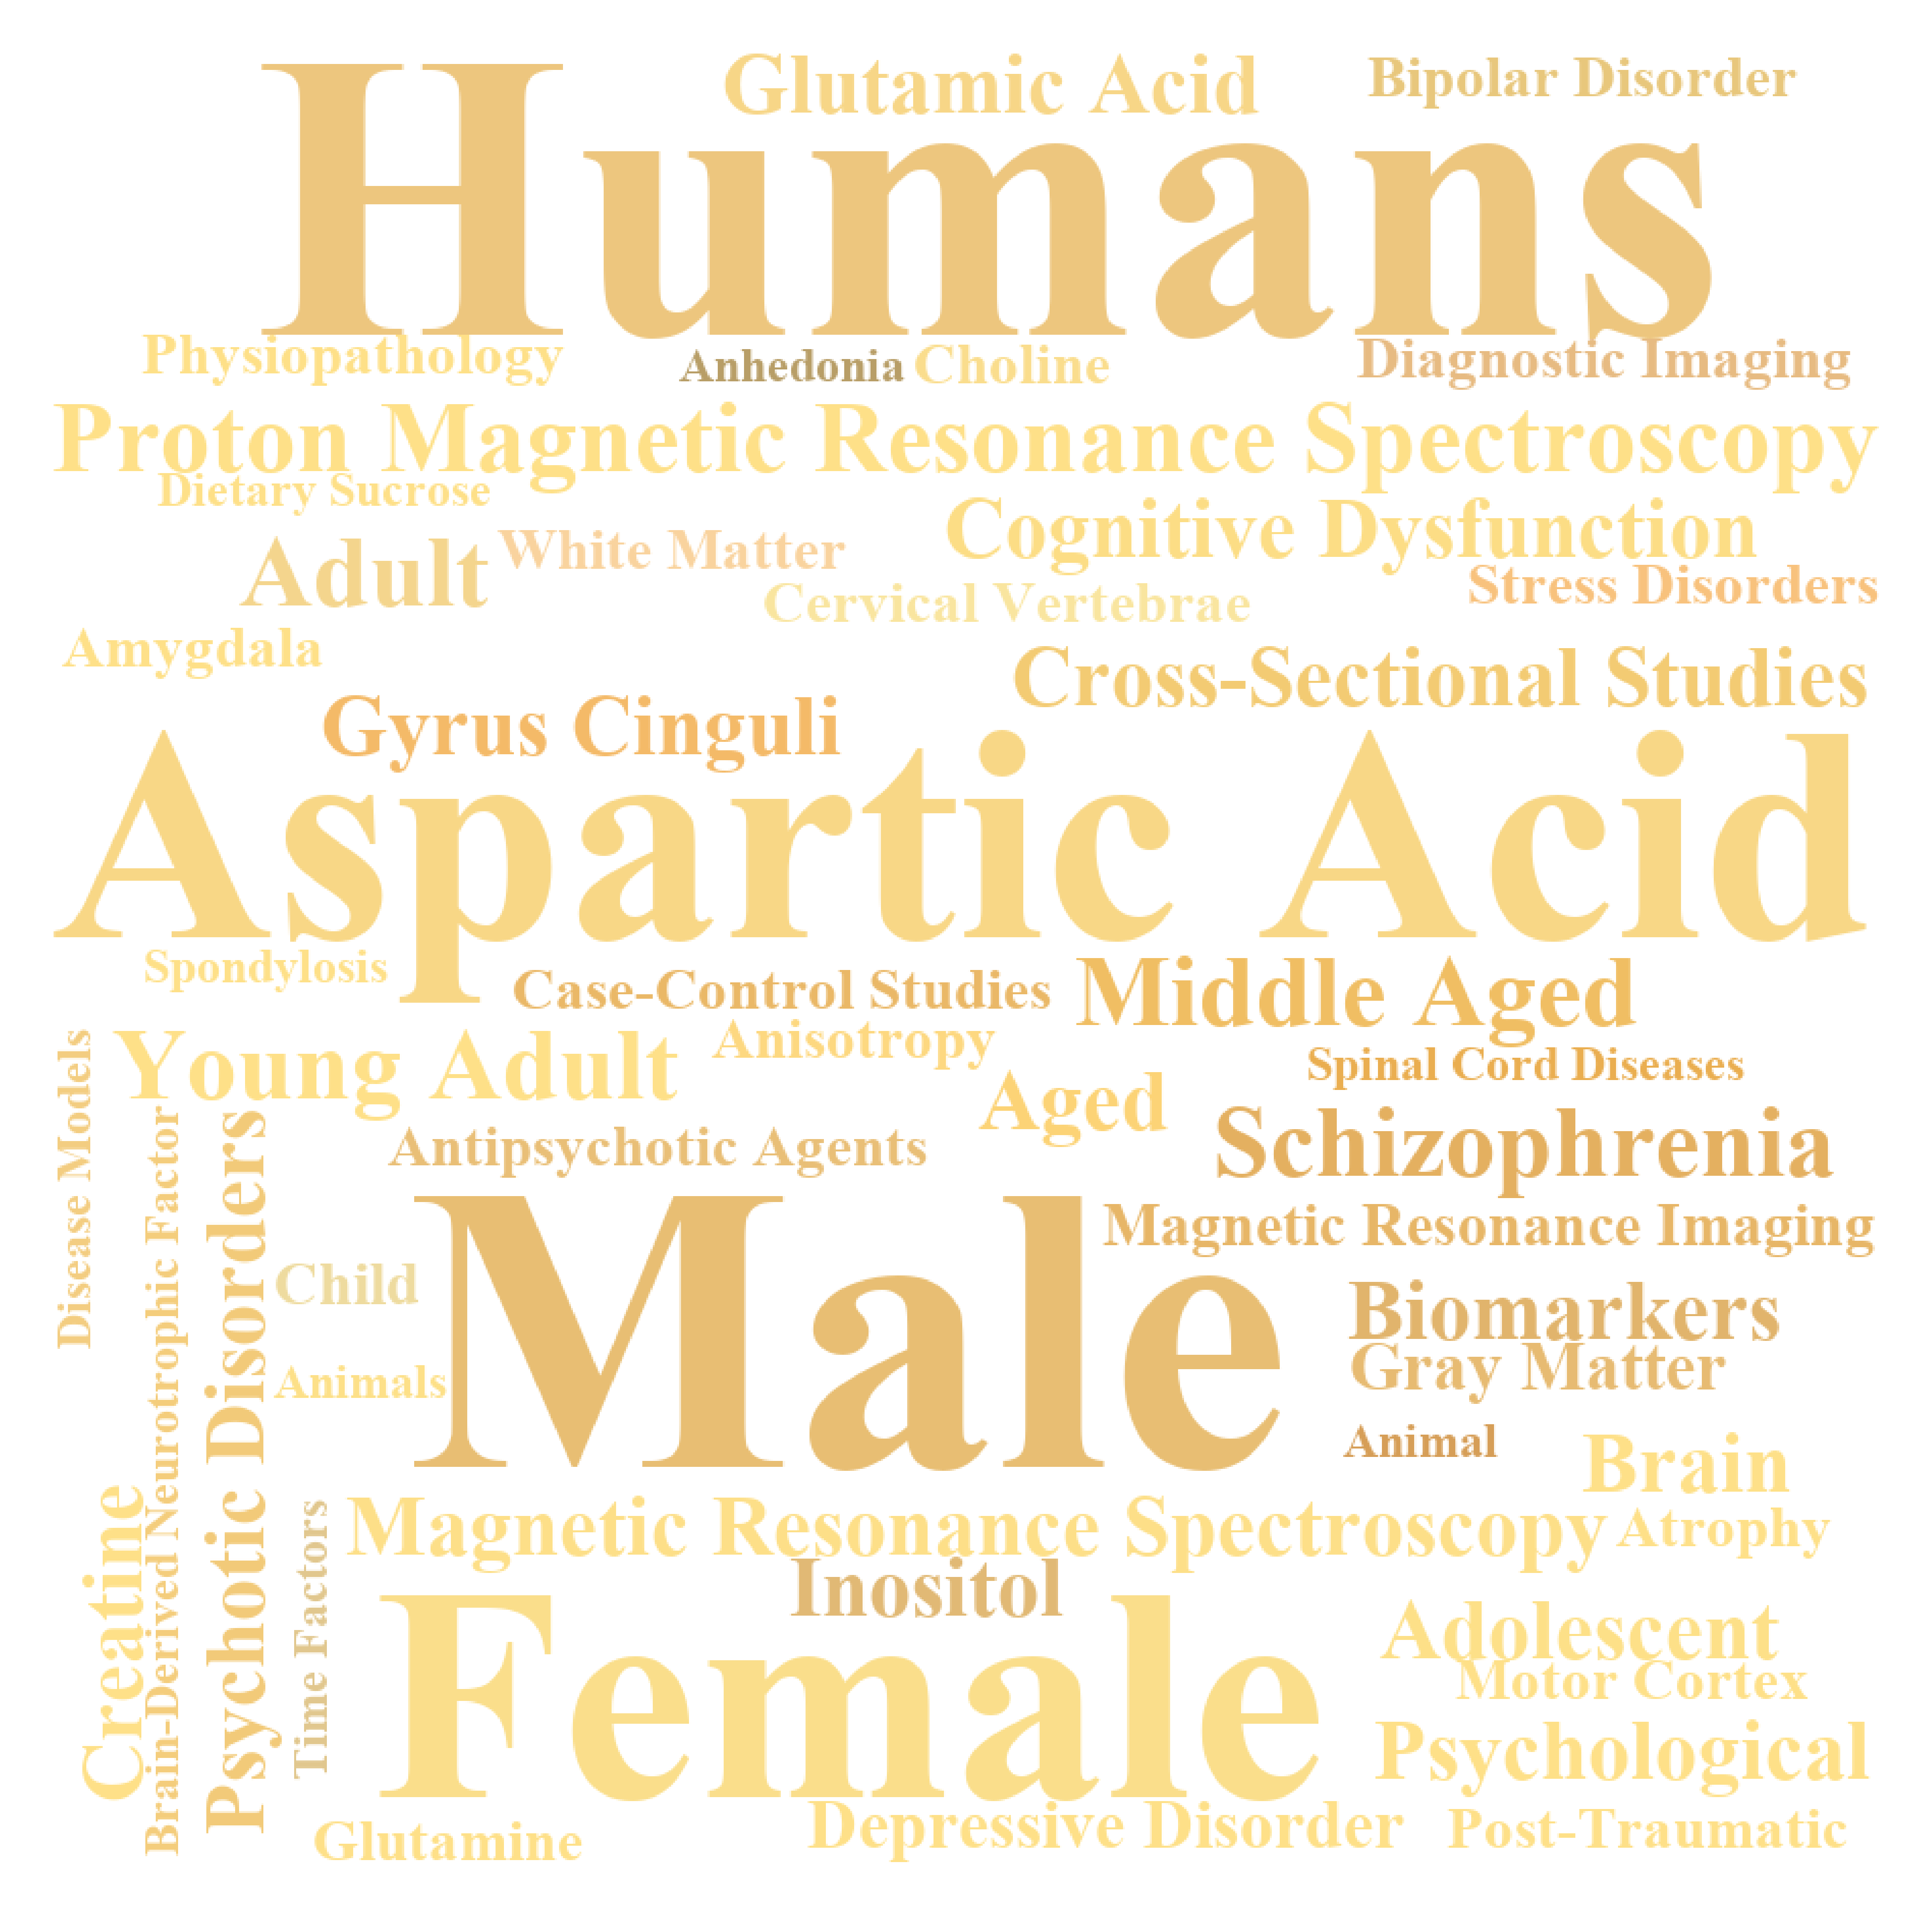 Glutamic Acid
Bipolar Disorder
Humans
Physiopathology
Anhedonia
Choline
Diagnostic Imaging
Proton Magnetic Resonance Spectroscopy
Dietary Sucrose
Cognitive Dysfunction
Adult
White Matter
Stress Disorders
Cervical Vertebrae
Amygdala
Cross-Sectional Studies
Gyrus Cinguli
Aspartic Acid
Spondylosis
Case-Control Studies
Middle Aged
Young Adult
Anisotropy
Spinal Cord Diseases
Aged
Disease Models
Brain-Derived Neurotrophic Factor
Psychotic Disorders
Antipsychotic Agents
Schizophrenia
Magnetic Resonance Imaging
Child
Male
Biomarkers
Gray Matter
Animals
Animal
Brain
Creatine
Time Factors
Magnetic Resonance Spectroscopy
Atrophy
Inositol
Female
Adolescent
Motor Cortex
Psychological
Glutamine
Depressive Disorder
Post-Traumatic